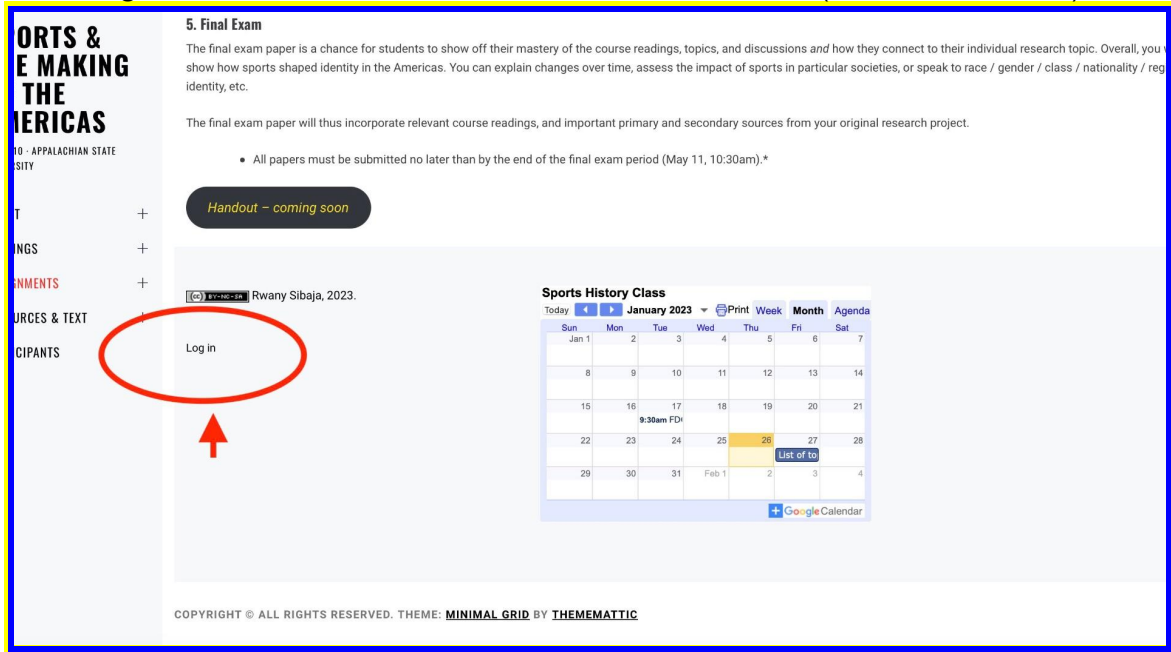 5. Final Exam
The final exam paper is a chance for students to show off their mastery of the course readings, topics, and discussions and how they connect to their individual research topic. Overall, you
show how sports shaped identity in the Americas. You can explain changes over time, assess the impact of sports in particular societies, or speak to race / gender / class / nationality /
identity, etc.
The final exam paper will thus incorporate relevant course readings, and important primary and secondary sources from your original research project.
• All papers must be submitted no later than by the end of the final exam period (May 11, 10:30am).*
Handout – coming soon
ORTS &
E MAKING
THE
ERICAS
10 · APPALACHIAN STATE
RSITY
T +
INGS +
GNMENTS +
URCES & TEXT
CIPANTS
(cc) BY-NC-SA Rwany Sibaja, 2023.
Log in
Sports History Class
Today January 2023 Print Week Month Agenda
Sun Mon Tue Wed Thu Fri Sat
Jan 1 2 3 4 5 6 7
8 9 10 11 12 13 14
15 16 17 18 19 20 21
9:30am FD
22 23 24 25 26 27 28
List of to
29 30 31 Feb 1 2 3 4
+ Google Calendar
COPYRIGHT © ALL RIGHTS RESERVED. THEME: MINIMAL GRID BY THEMEMATTIC